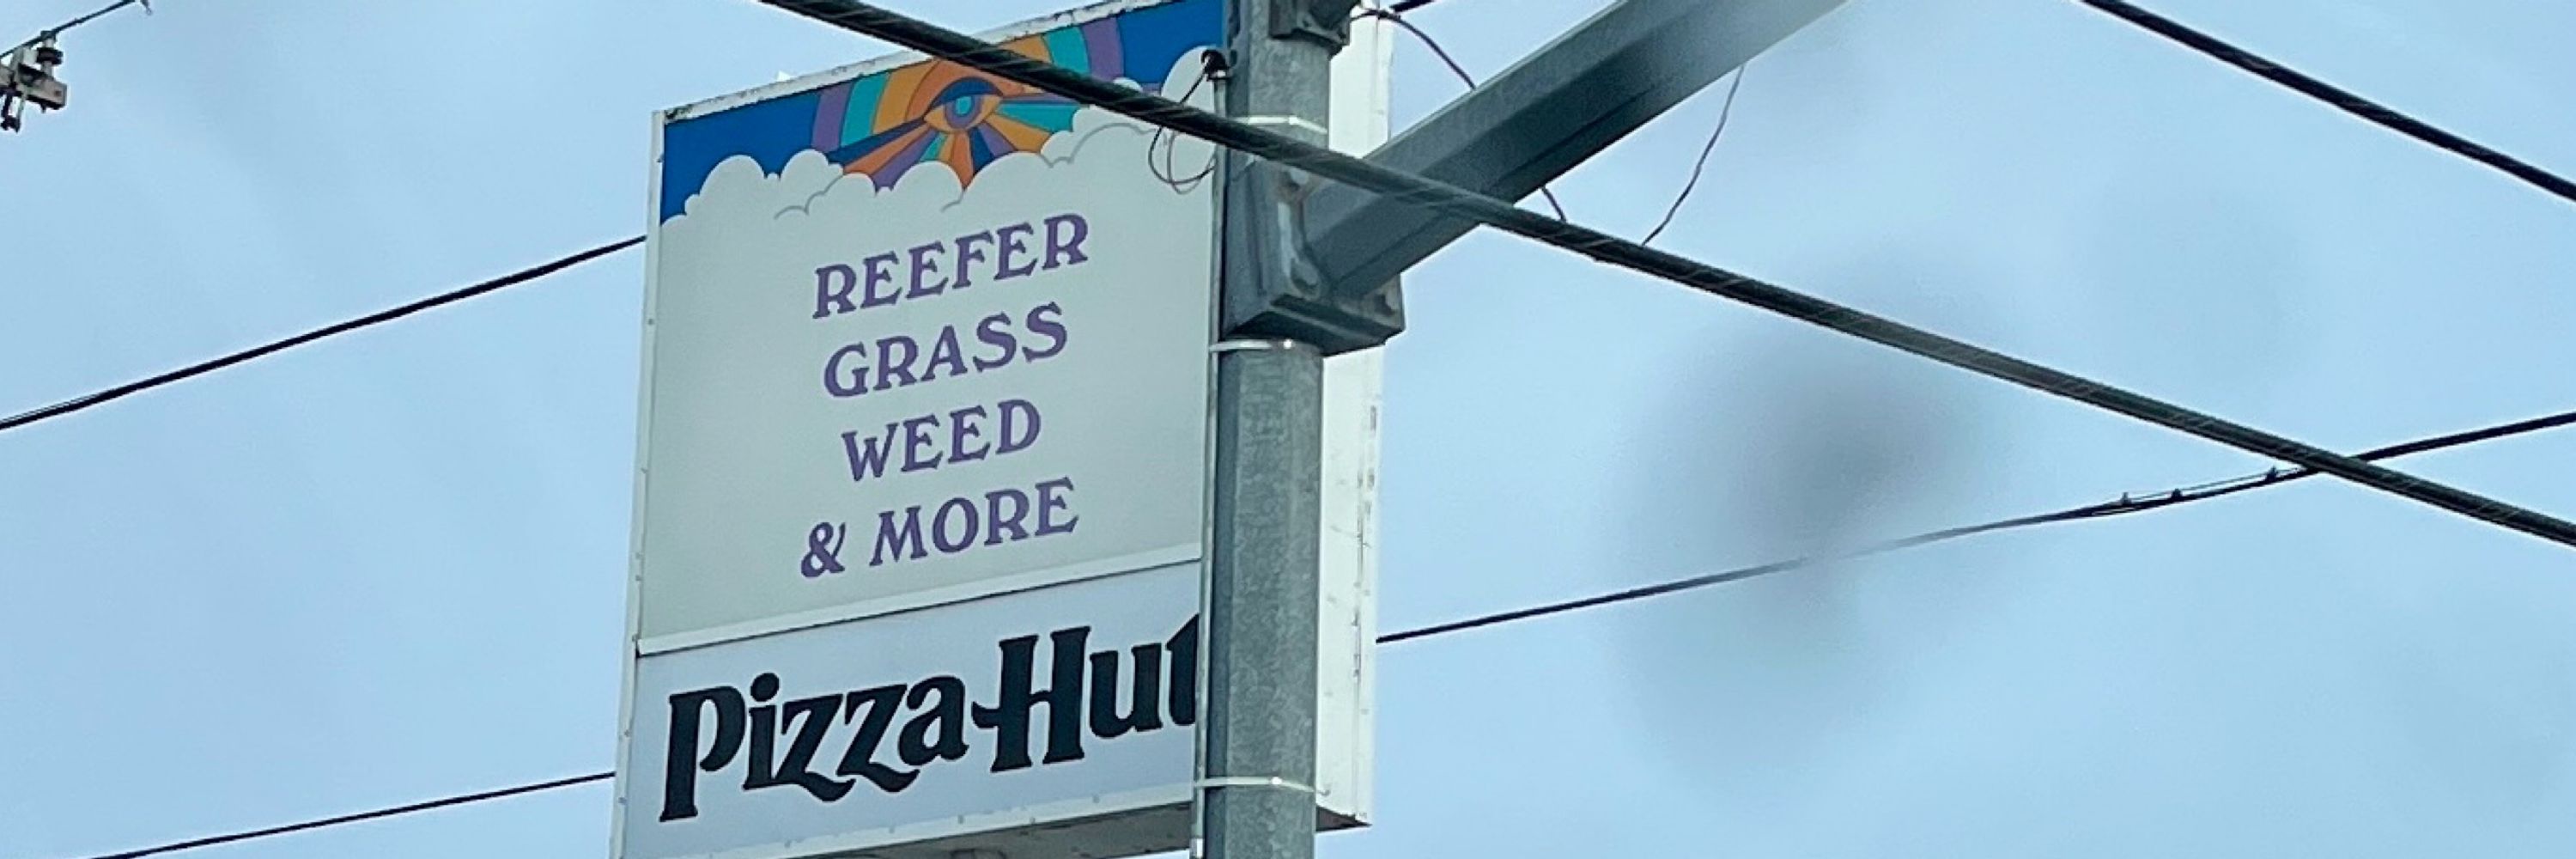 REEFER
GRASS
WEED
& MORE
Pizza Hut